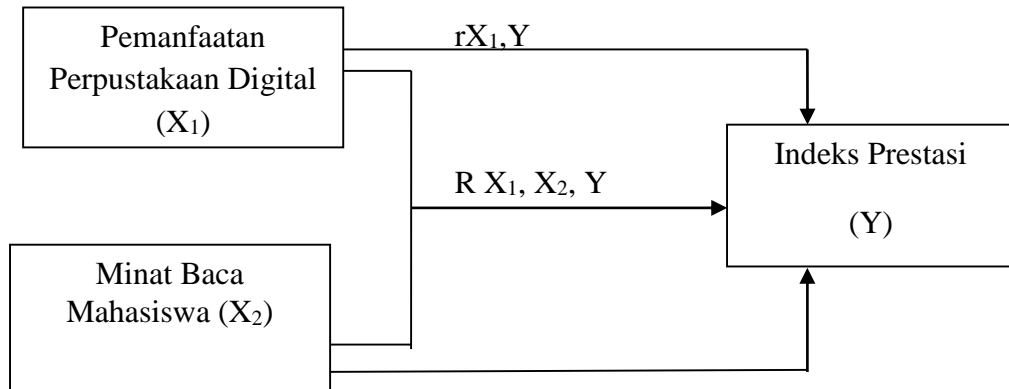 Pemanfaatan
Perpustakaan Digital
(X₁)
rX₁,Y
R X₁, X₂, Y
Indeks Prestasi
(Y)
Minat Baca
Mahasiswa (X₂)